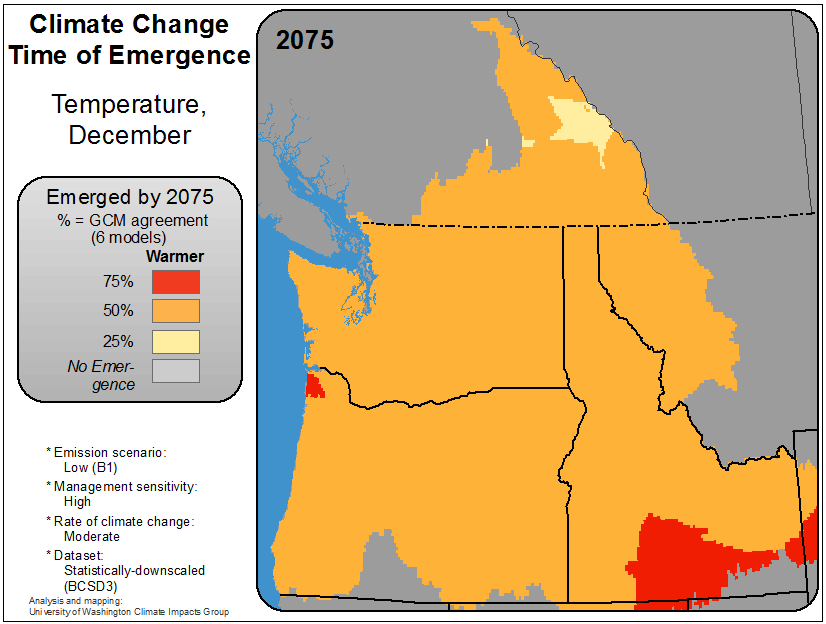 Climate Change
Time of Emergence
Temperature,
December
2075
Emerged by 2075
% = GCM agreement
(6 models)
Warmer
75%
50%
25%
No Emer-
gence
* Emission scenario:
Low (B1)
* Management sensitivity:
High
* Rate of climate change:
Moderate
* Dataset:
Statistically-downscaled
(BCSD3)
Analysis and mapping:
University of Washington Climate Impacts Group